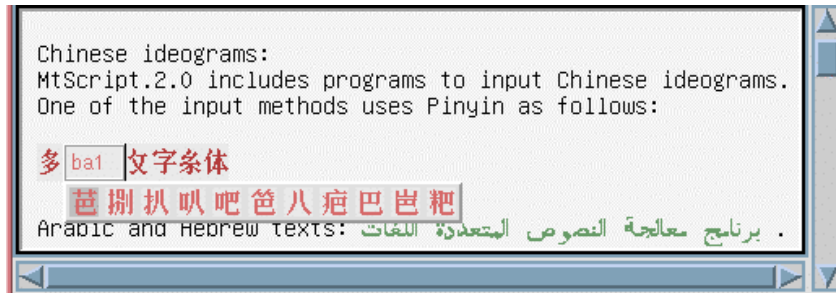 Chinese ideograms:
MtScript.2.0 includes programs to input Chinese ideograms.
One of the input methods uses Pinyin as follows:
多 ba1 文字条体
芭 捌 扒 叭 吧 笆 八 疤 巴 岜 粑
Arabic and Hebrew texts: برنامج معالجة النصوص المتعددة اللغات .